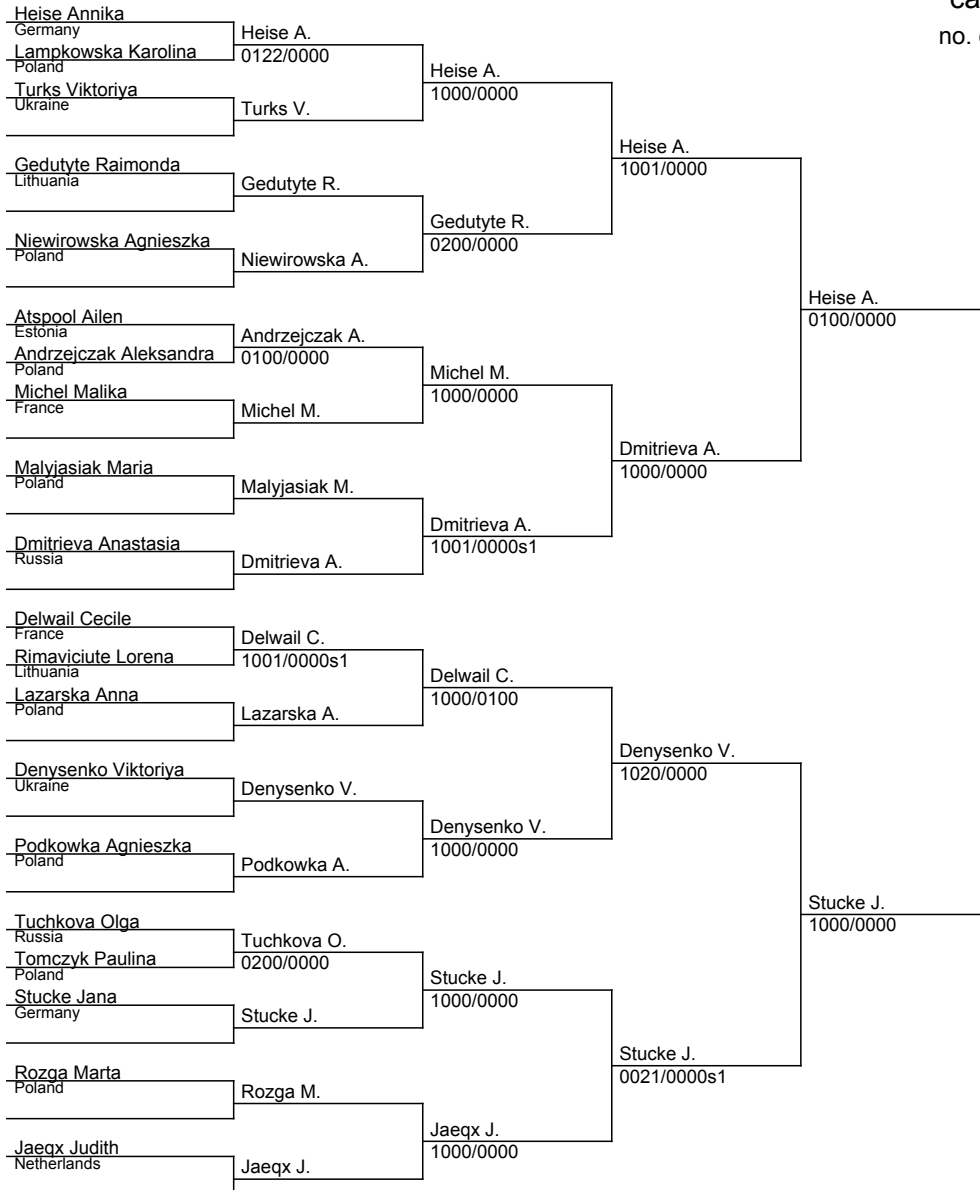 ca
no.
Heise Annika
Germany
Lampkowska Karolina
Poland
Turks Viktoriya
Ukraine
Gedutyte Raimonda
Lithuania
Niewirowska Agnieszka
Poland
Atspool Ailen
Estonia
Andrzejczak Aleksandra
Poland
Michel Malika
France
Malyjasiak Maria
Poland
Dmitrieva Anastasia
Russia
Delwail Cecile
France
Rimaviciute Lorena
Lithuania
Lazarska Anna
Poland
Denysenko Viktoriya
Ukraine
Podkowka Agnieszka
Poland
Tuchkova Olga
Russia
Tomczyk Paulina
Poland
Stucke Jana
Germany
Rozga Marta
Poland
Jaeqx Judith
Netherlands
Heise A.
0122/0000
Turks V.
Gedutyte R.
Niewirowska A.
Andrzejczak A.
0100/0000
Michel M.
Malyjasiak M.
Dmitrieva A.
Delwail C.
1001/0000s1
Lazarska A.
Denysenko V.
Podkowka A.
Tuchkova O.
0200/0000
Stucke J.
Rozga M.
Jaeqx J.
Heise A.
1000/0000
Gedutyte R.
0200/0000
Michel M.
1000/0000
Dmitrieva A.
1001/0000s1
Delwail C.
1000/0100
Denysenko V.
1000/0000
Stucke J.
1000/0000
Jaeqx J.
1000/0000
Heise A.
1001/0000
Dmitrieva A.
1000/0000
Denysenko V.
1020/0000
Stucke J.
0021/0000s1
Heise A.
0100/0000
Stucke J.
1000/0000